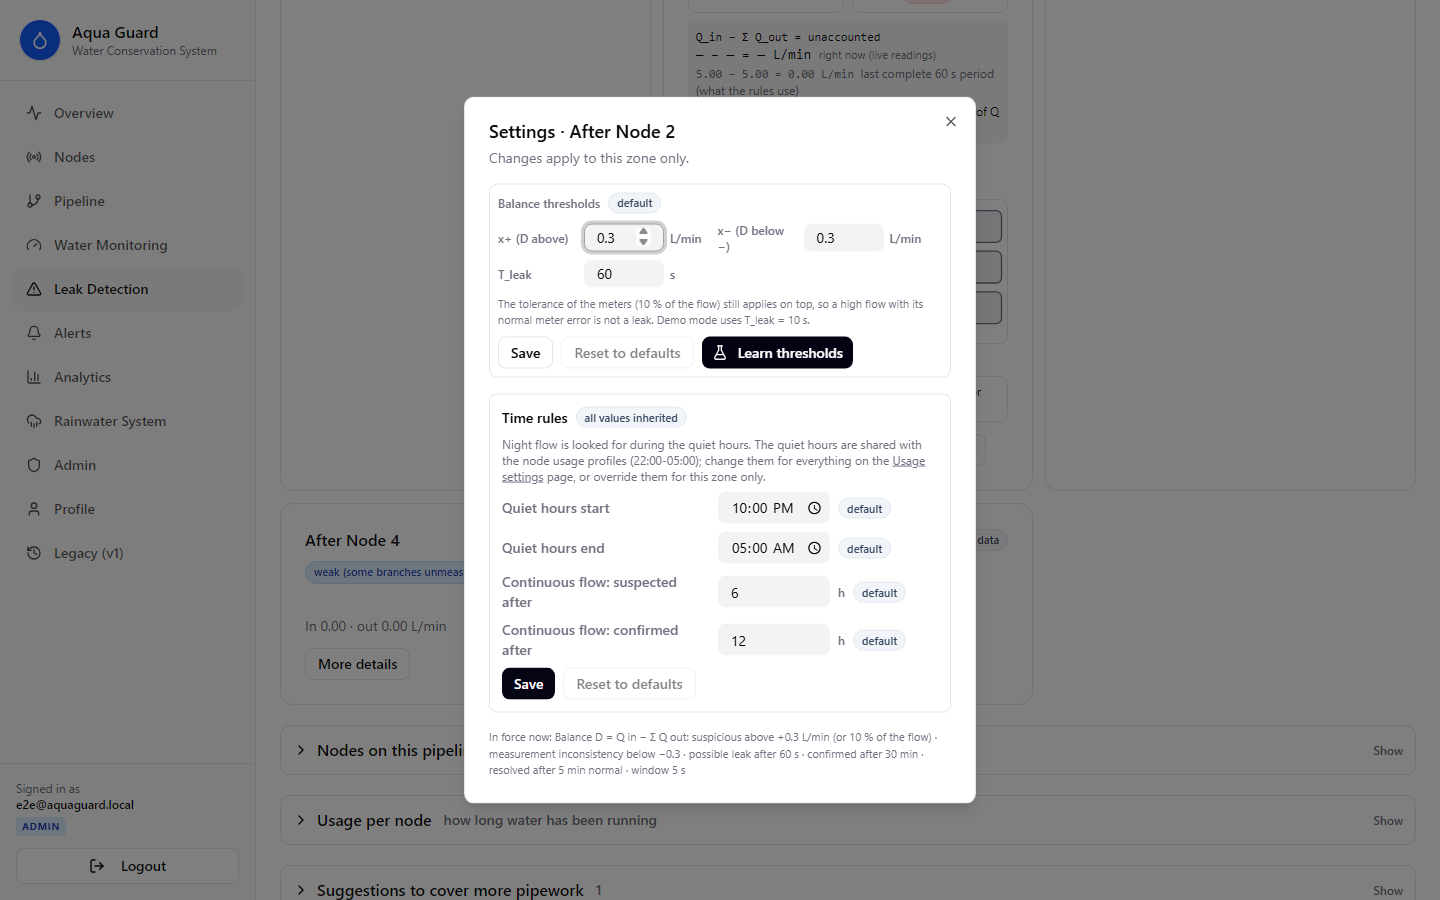 Aqua Guard
Water Conservation System
Overview
Nodes
Pipeline
Water Monitoring
Leak Detection
Alerts
Analytics
Rainwater System
Admin
Profile
Legacy (v1)
Signed in as
e2e@aquaguard.local
ADMIN
Logout
Q_in − Σ Q_out = unaccounted
— − — = — L/min right now (live readings)
5.00 − 5.00 = 0.00 L/min last complete 60 s period
(what the rules use)
of Q
Settings · After Node 2
Changes apply to this zone only.
Balance thresholds default
x+ (D above) 0.3 L/min x− (D below −) 0.3 L/min
T_leak 60 s
The tolerance of the meters (10 % of the flow) still applies on top, so a high flow with its
normal meter error is not a leak. Demo mode uses T_leak = 10 s.
Save Reset to defaults Learn thresholds
Time rules all values inherited
Night flow is looked for during the quiet hours. The quiet hours are shared with
the node usage profiles (22:00-05:00); change them for everything on the Usage
settings page, or override them for this zone only.
Quiet hours start 10:00 PM default
Quiet hours end 05:00 AM default
Continuous flow: suspected
after 6 h default
Continuous flow: confirmed
after 12 h default
Save Reset to defaults
In force now: Balance D = Q in − Σ Q out: suspicious above +0.3 L/min (or 10 % of the flow) ·
measurement inconsistency below −0.3 · possible leak after 60 s · confirmed after 30 min ·
resolved after 5 min normal · window 5 s
After Node 4
weak (some branches unmeas
data
In 0.00 · out 0.00 L/min
More details
Nodes on this pipeli
Show
Usage per node how long water has been running
Show
Suggestions to cover more pipework 1
Show